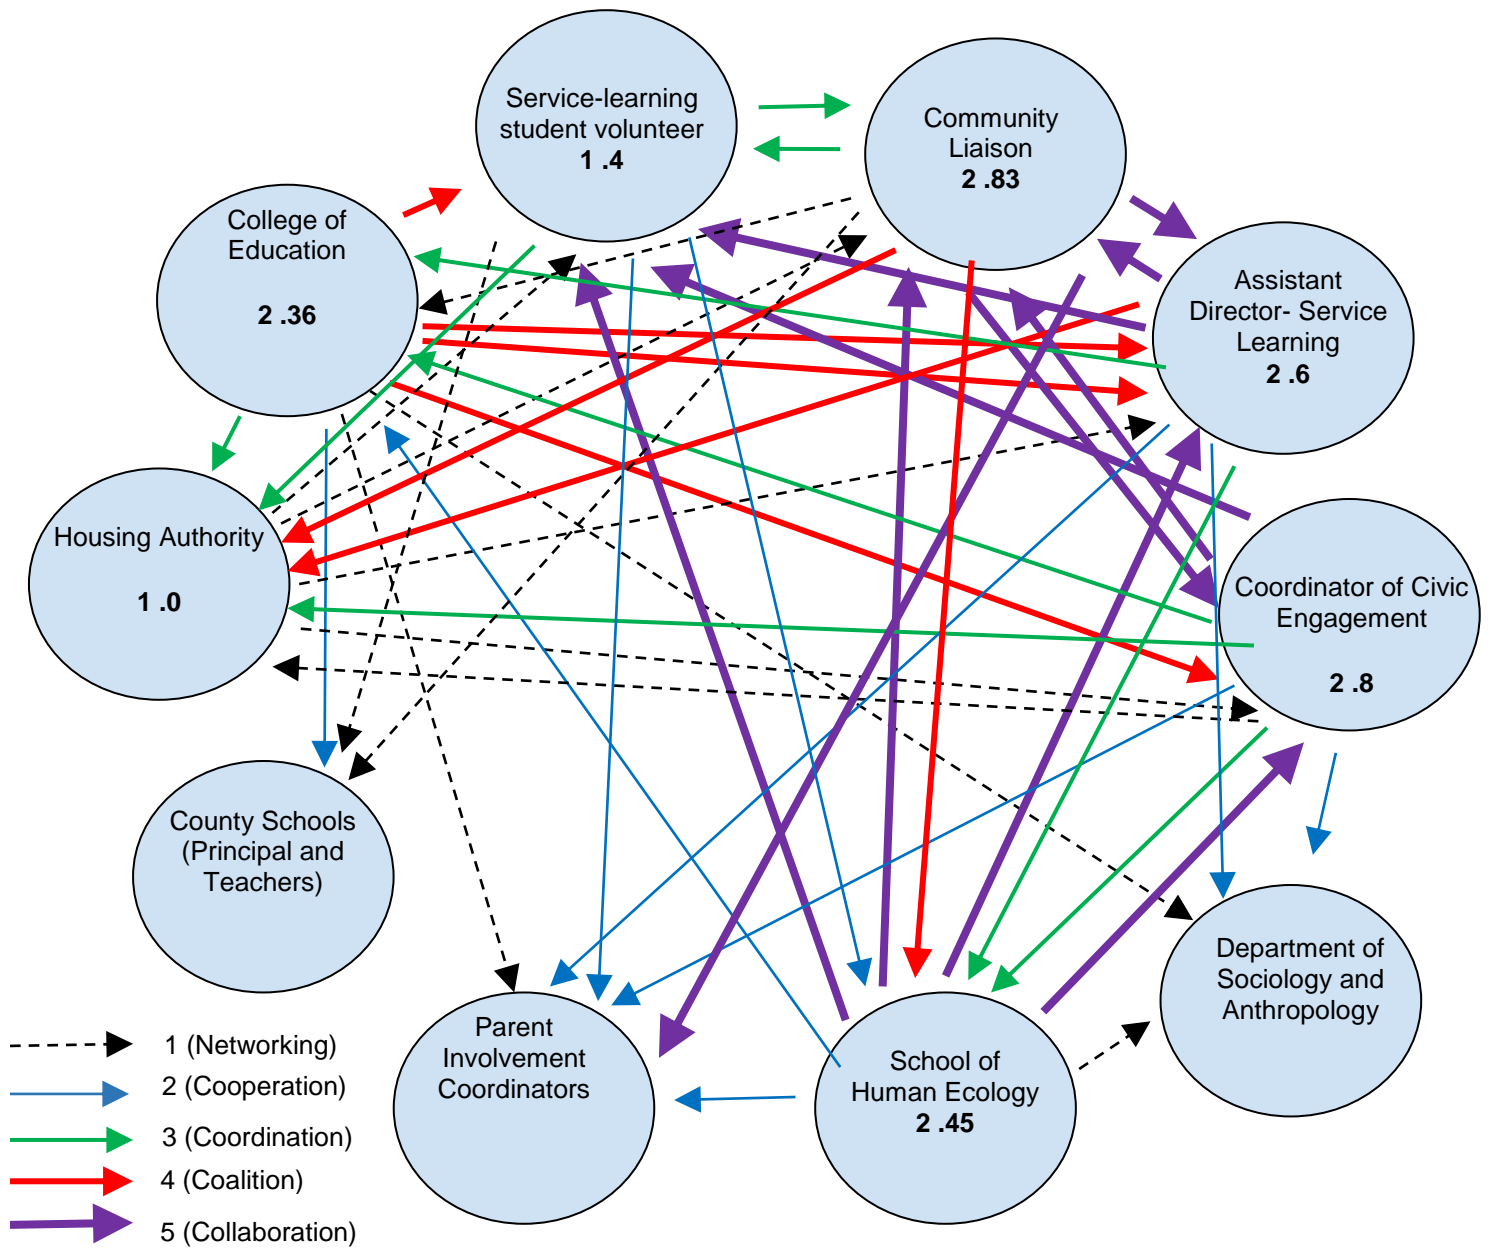 Service-learning
student volunteer
1 .4
Community
Liaison
2 .83
College of
Education
2 .36
Assistant
Director- Service
Learning
2 .6
Housing Authority
1 .0
Coordinator of Civic
Engagement
2 .8
County Schools
(Principal and
Teachers)
Department of
Sociology and
Anthropology
Parent
Involvement
Coordinators
School of
Human Ecology
2 .45
1 (Networking)
2 (Cooperation)
3 (Coordination)
4 (Coalition)
5 (Collaboration)